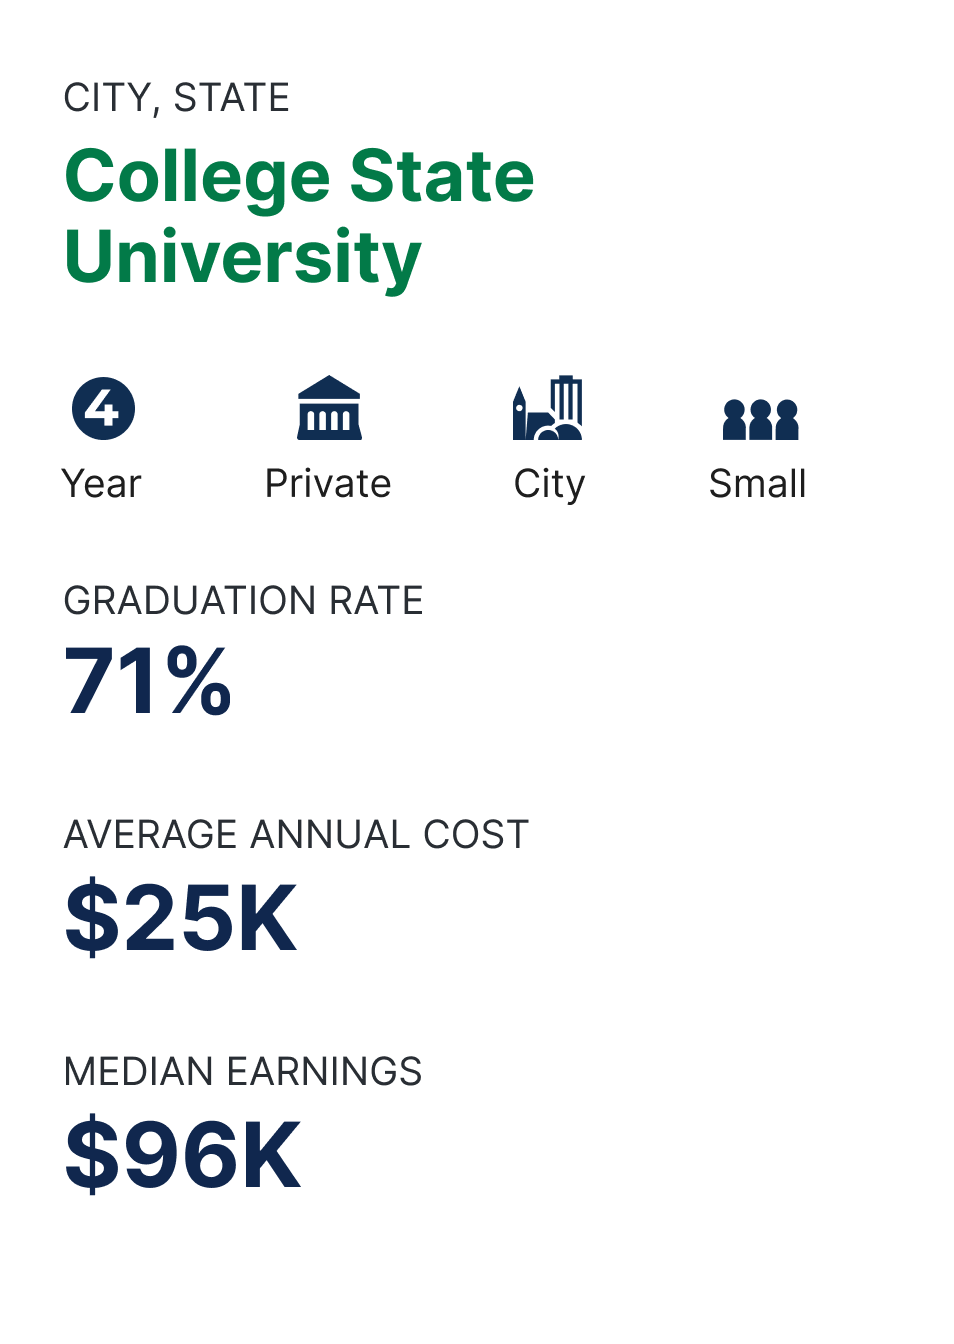 CITY, STATE
College State
University
4
Year Private City Small
GRADUATION RATE
71%
AVERAGE ANNUAL COST
$25K
MEDIAN EARNINGS
$96K